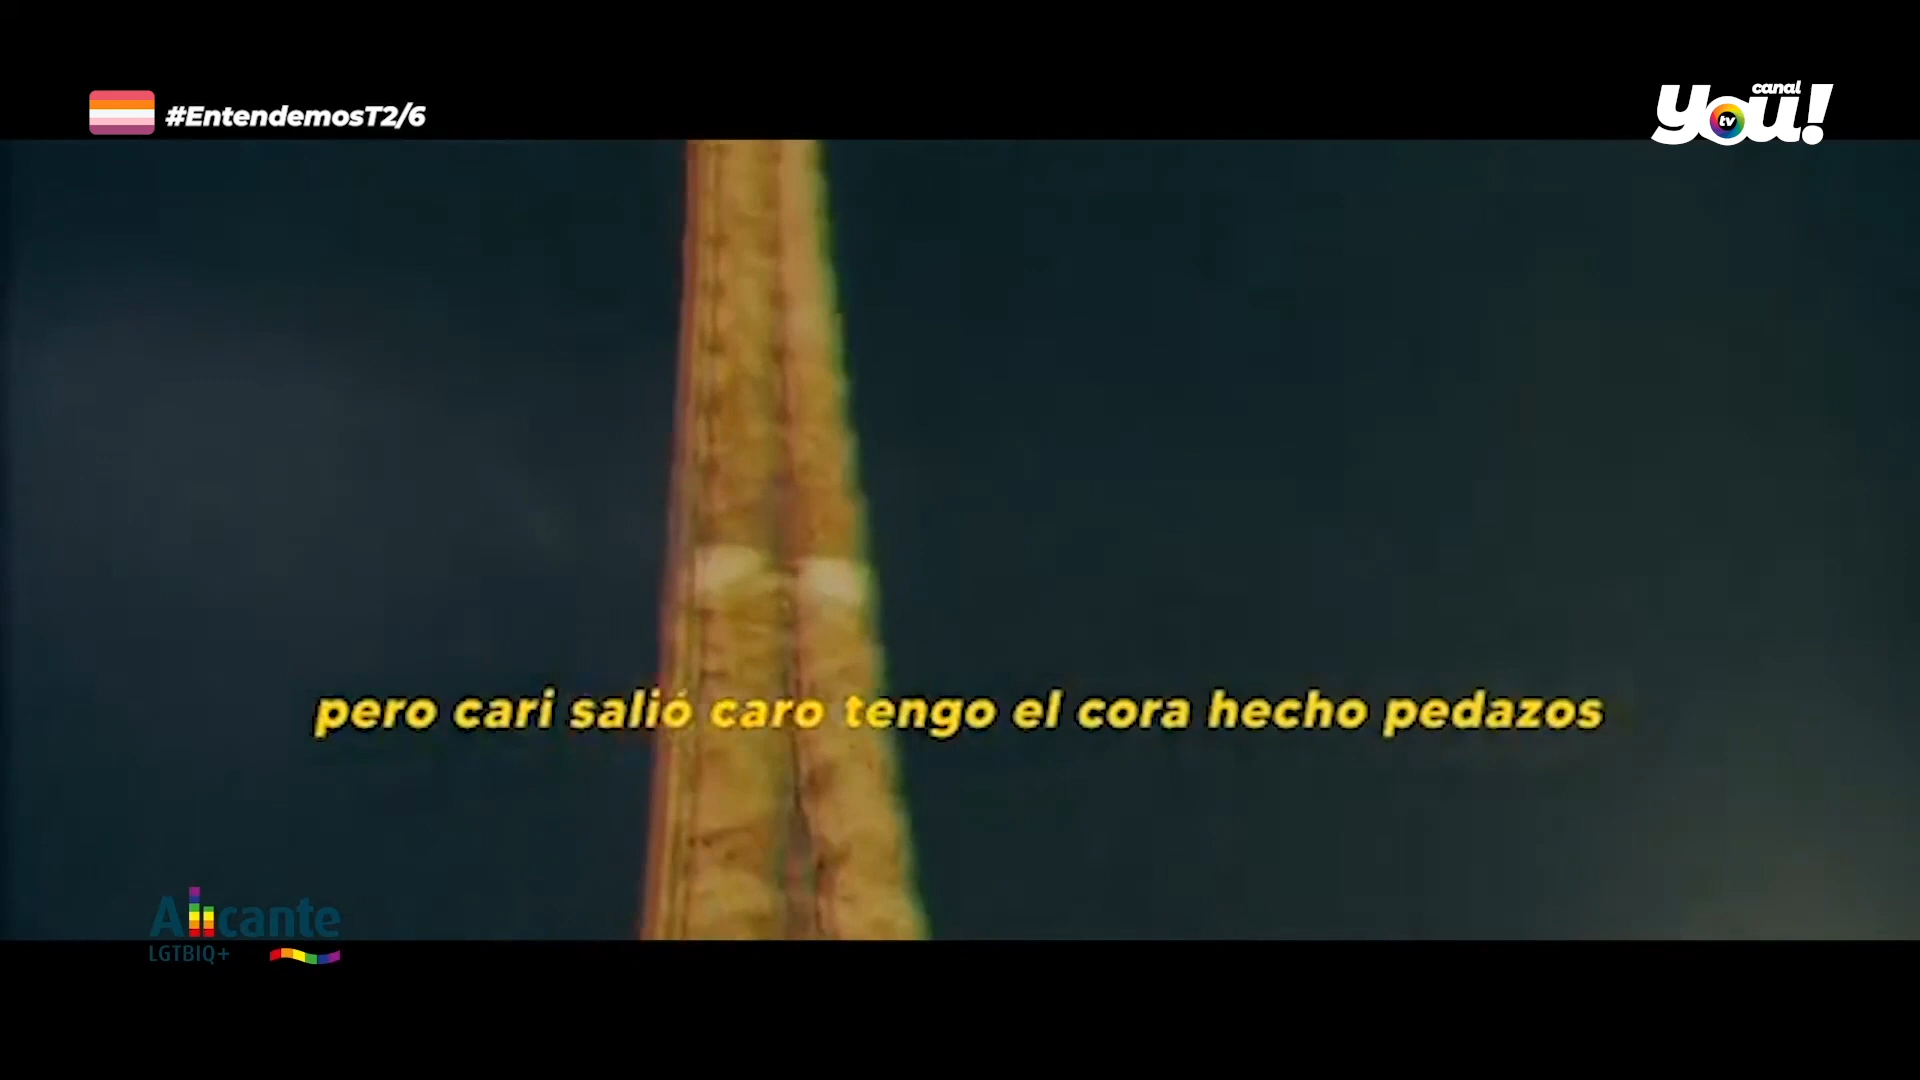 #EntendemosT2/6
canal
you!
tv
pero cari salió caro tengo el cora hecho pedazos
Alicante
LGTBIQ+